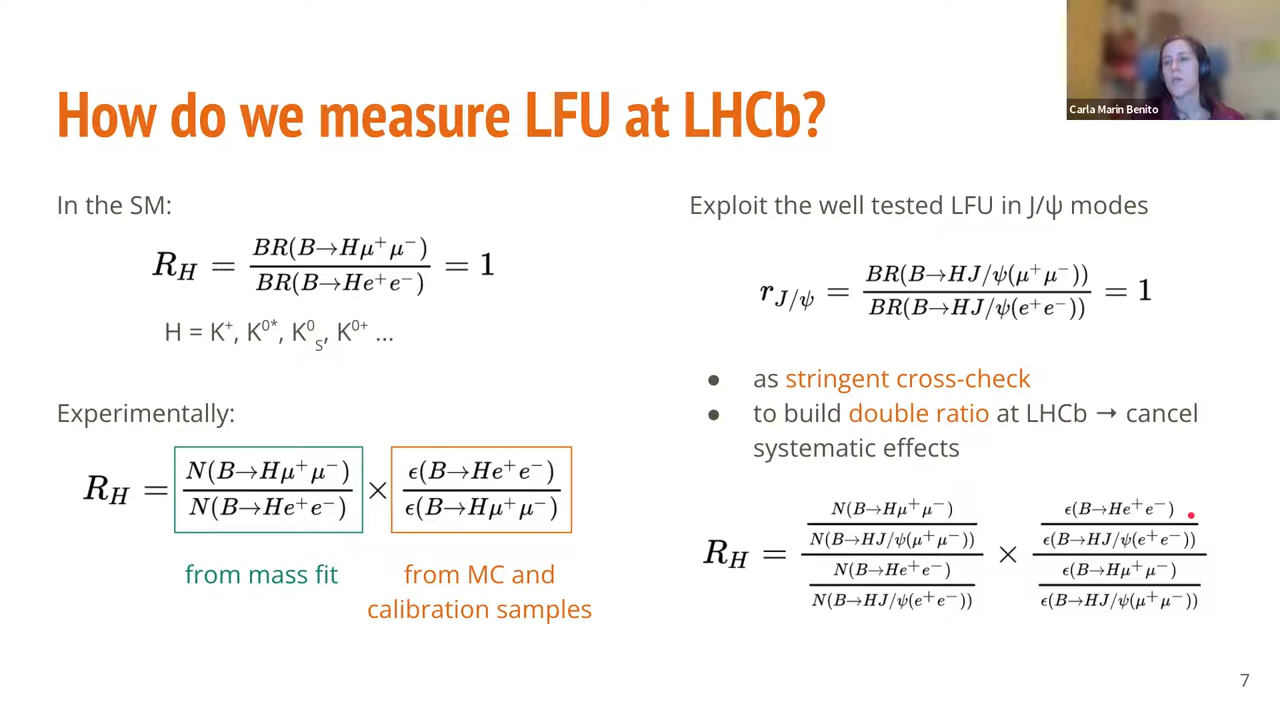 Carla Marin Benito
How do we measure LFU at LHCb?
In the SM:
R_H = BR(B→Hμ⁺μ⁻) / BR(B→He⁺e⁻) = 1
H = K⁺, K⁰*, K⁰_S, K⁰⁺ ...
Experimentally:
R_H = N(B→Hμ⁺μ⁻) / N(B→He⁺e⁻) × ϵ(B→He⁺e⁻) / ϵ(B→Hμ⁺μ⁻)
from mass fit
from MC and
calibration samples
Exploit the well tested LFU in J/ψ modes
r_J/ψ = BR(B→HJ/ψ(μ⁺μ⁻)) / BR(B→HJ/ψ(e⁺e⁻)) = 1
● as stringent cross-check
● to build double ratio at LHCb → cancel
systematic effects
R_H = (N(B→Hμ⁺μ⁻) / N(B→HJ/ψ(μ⁺μ⁻))) / (N(B→He⁺e⁻) / N(B→HJ/ψ(e⁺e⁻))) × (ϵ(B→He⁺e⁻) / ϵ(B→HJ/ψ(e⁺e⁻))) / (ϵ(B→Hμ⁺μ⁻) / ϵ(B→HJ/ψ(μ⁺μ⁻)))
7